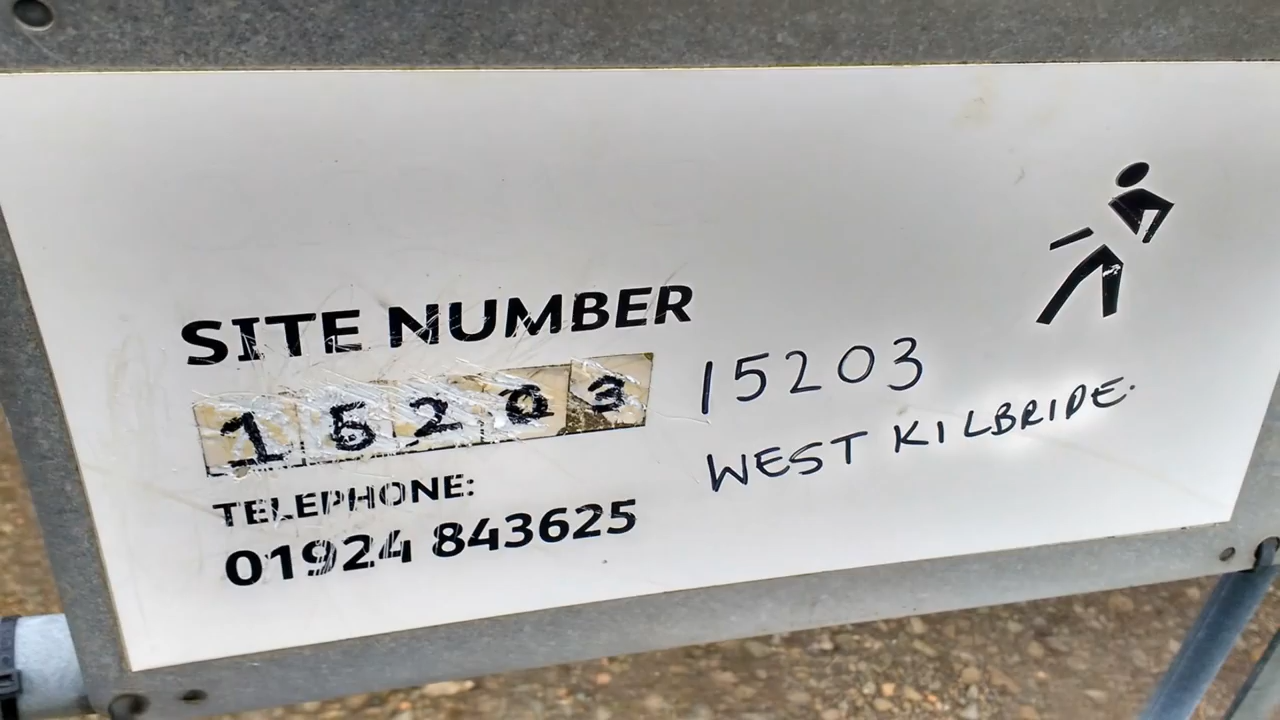 SITE NUMBER
15203
15203
WEST KILBRIDE.
TELEPHONE:
01924 843625